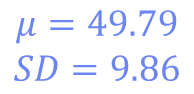 μ = 49.79
SD = 9.86